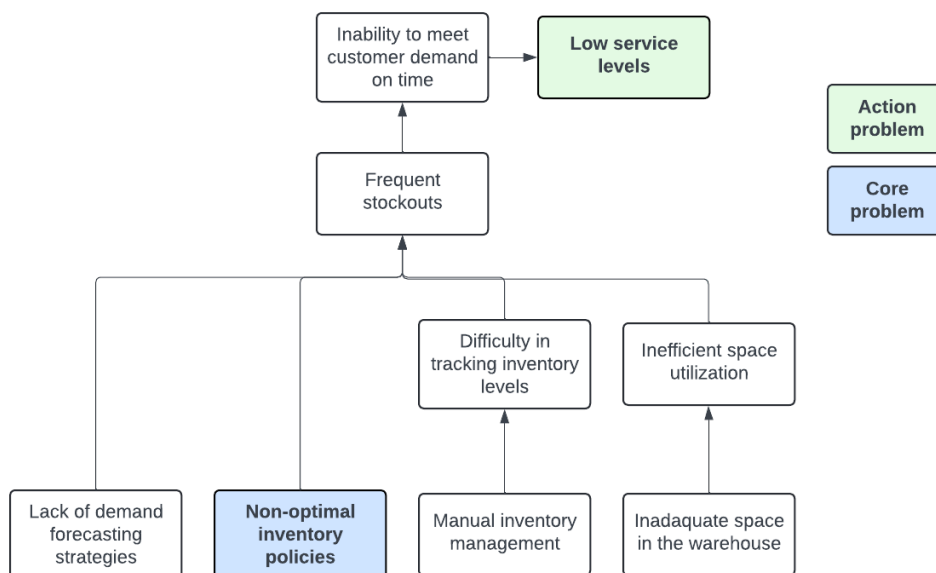 Inability to meet
customer demand
on time
Low service
levels
Action
problem
Core
problem
Frequent
stockouts
Difficulty in
tracking inventory
levels
Inefficient space
utilization
Lack of demand
forecasting
strategies
Non-optimal
inventory
policies
Manual inventory
management
Inadaquate space
in the warehouse